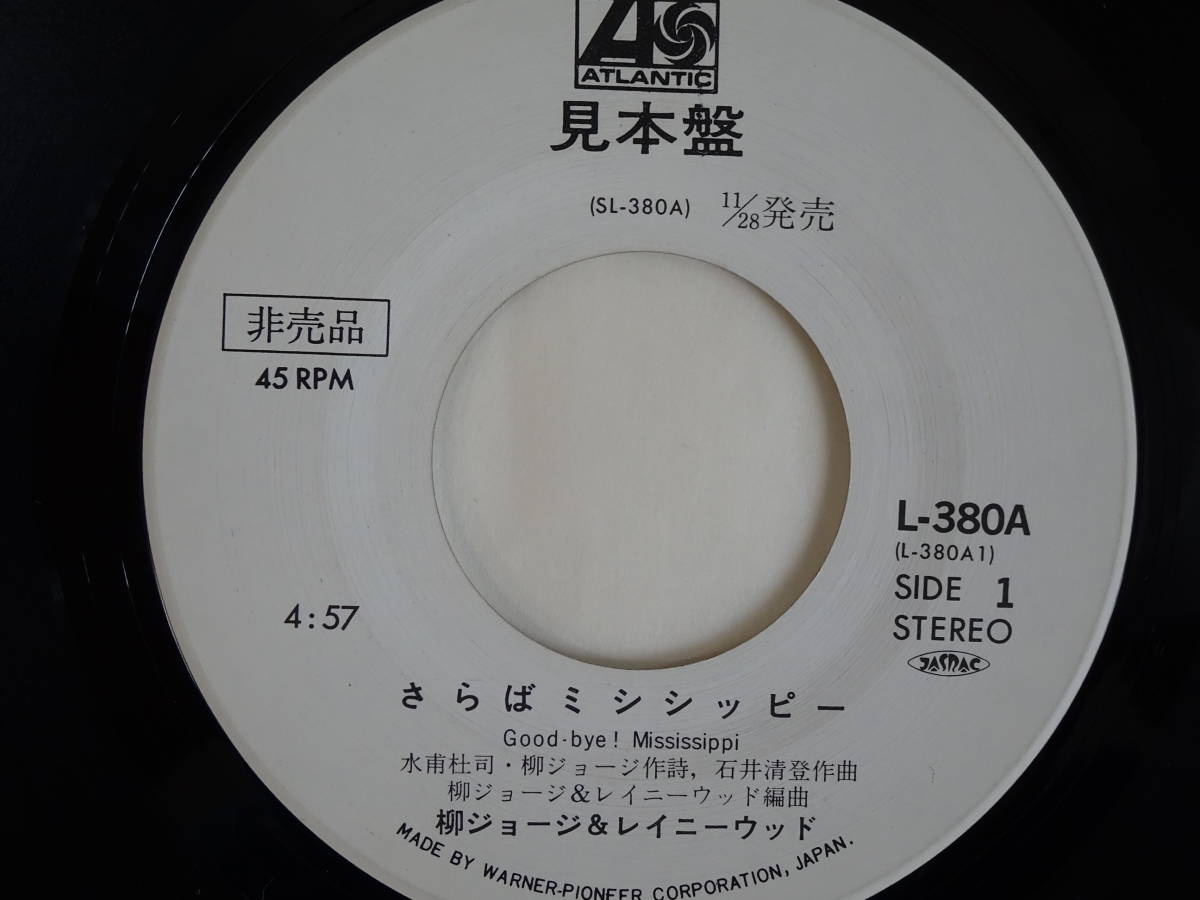 ATLANTIC
見本盤
(SL-380A) 11/28発売
非売品
45 RPM
L-380A
(L-380A1)
SIDE 1
STEREO
JASRAC
4:57
さらばミシシッピー
Good-bye! Mississippi
水甫杜司・柳ジョージ作詩，石井清登作曲
柳ジョージ&レイニーウッド編曲
柳ジョージ&レイニーウッド
MADE BY WARNER-PIONEER CORPORATION, JAPAN.